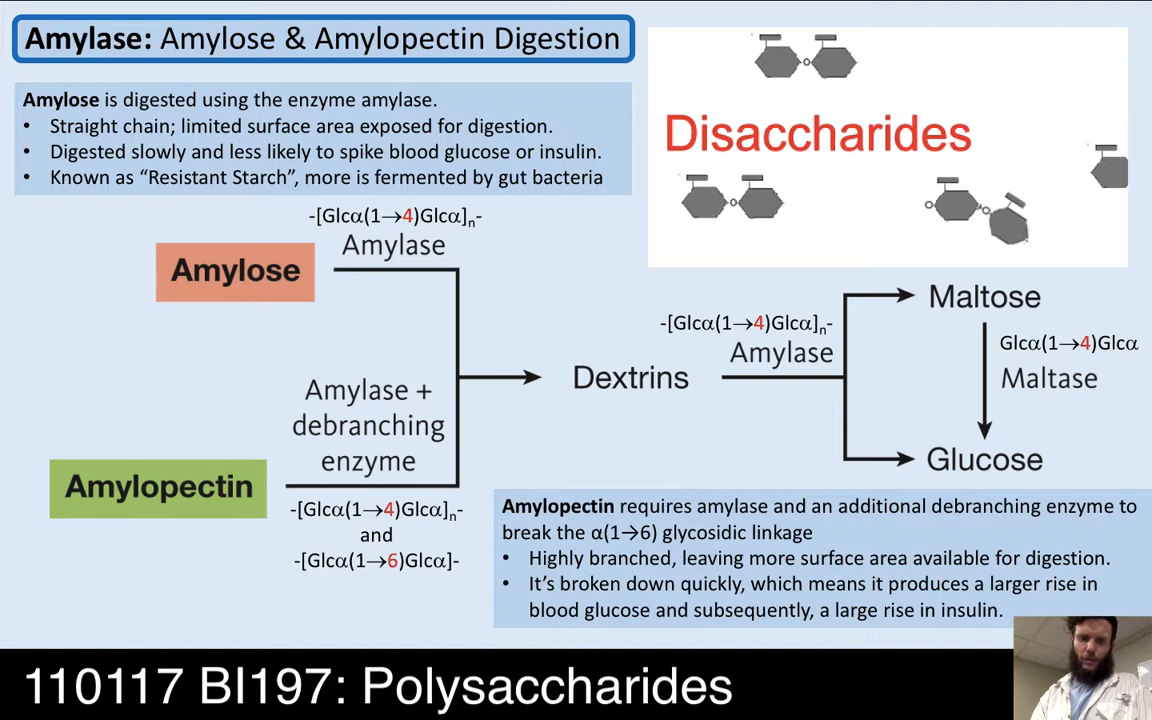 Amylase: Amylose & Amylopectin Digestion
Amylose is digested using the enzyme amylase.
• Straight chain; limited surface area exposed for digestion.
• Digested slowly and less likely to spike blood glucose or insulin.
• Known as “Resistant Starch”, more is fermented by gut bacteria
Disaccharides
-[Glcα(1→4)Glcα]n-
Amylase
Amylose
Amylase +
debranching
enzyme
Amylopectin
-[Glcα(1→4)Glcα]n-
and
-[Glcα(1→6)Glcα]-
Dextrins
-[Glcα(1→4)Glcα]n-
Amylase
Maltose
Glcα(1→4)Glcα
Maltase
Glucose
Amylopectin requires amylase and an additional debranching enzyme to
break the α(1→6) glycosidic linkage
• Highly branched, leaving more surface area available for digestion.
• It’s broken down quickly, which means it produces a larger rise in
blood glucose and subsequently, a large rise in insulin.
110117 BI197: Polysaccharides